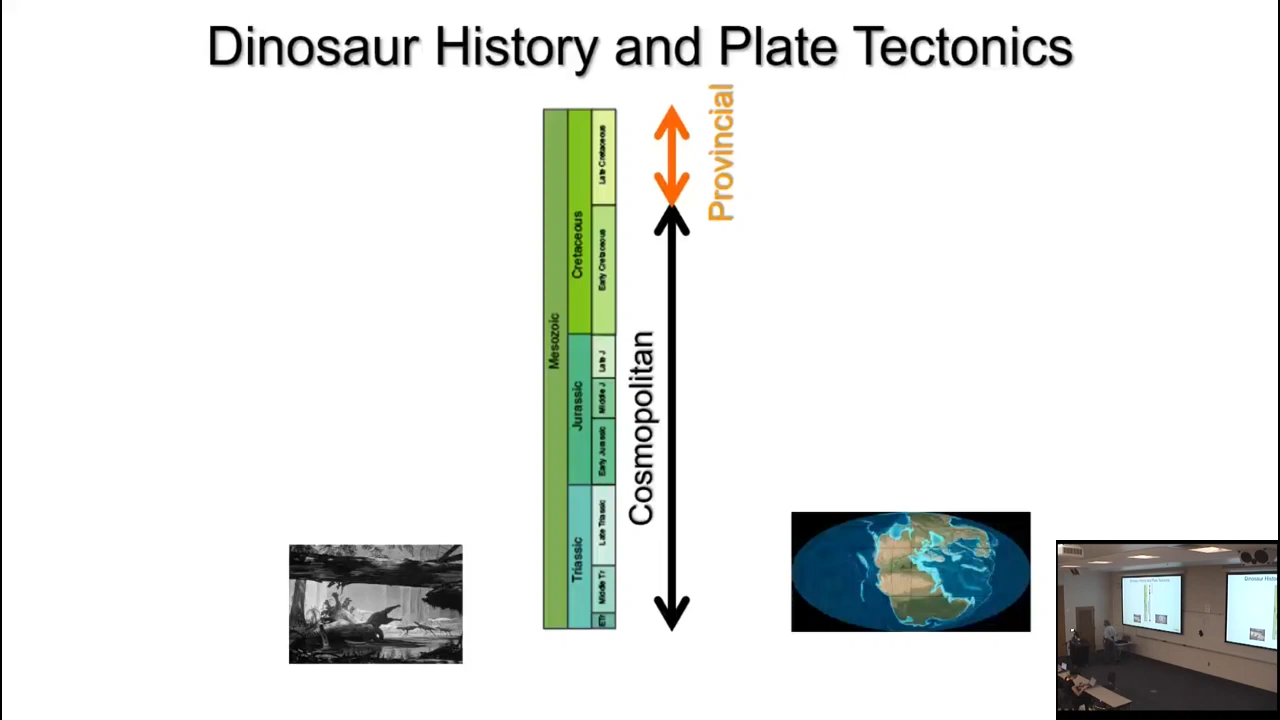 Dinosaur History and Plate Tectonics
Provincial
Cosmopolitan
Mesozoic
Cretaceous
Jurassic
Triassic
Late Cretaceous
Early Cretaceous
Late J
Middle J
Early Jurassic
Late Triassic
Middle Tr
ETr